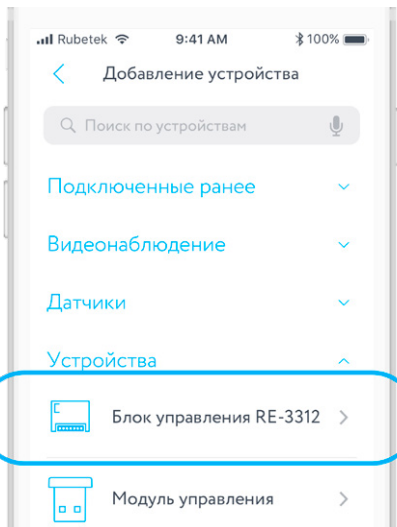 Rubetek 9:41 AM 100%
Добавление устройства
Поиск по устройствам
Подключенные ранее
Видеонаблюдение
Датчики
Устройства
Блок управления RE-3312
Модуль управления